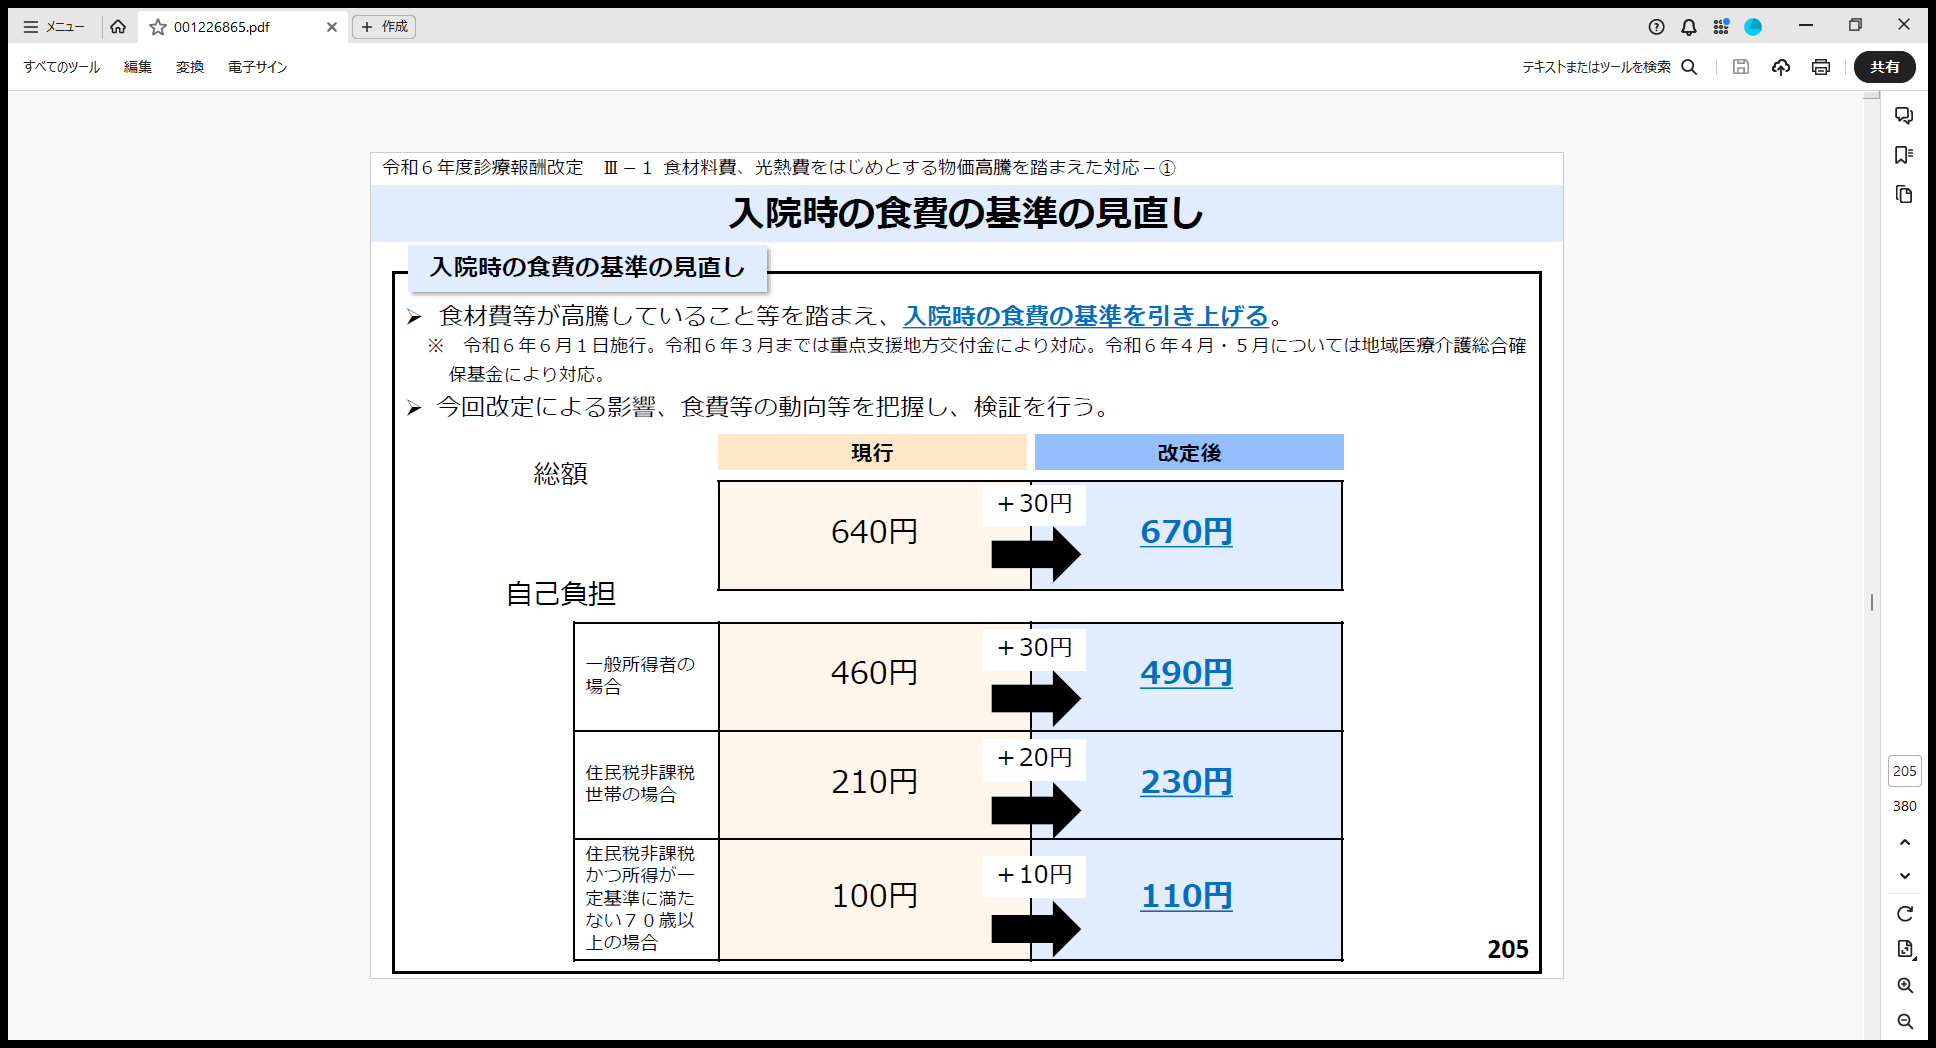 メニュー
001226865.pdf
作成
すべてのツール 編集 変換 電子サイン
テキストまたはツールを検索
共有
令和６年度診療報酬改定　Ⅲ－１ 食材料費、光熱費をはじめとする物価高騰を踏まえた対応－①
入院時の食費の基準の見直し
入院時の食費の基準の見直し
➢ 食材費等が高騰していること等を踏まえ、入院時の食費の基準を引き上げる。
※　令和６年６月１日施行。令和６年３月までは重点支援地方交付金により対応。令和６年４月・５月については地域医療介護総合確
保基金により対応。
➢ 今回改定による影響、食費等の動向等を把握し、検証を行う。
現行 改定後
総額
640円 ＋30円 670円
自己負担
一般所得者の
場合
460円 ＋30円 490円
住民税非課税
世帯の場合
210円 ＋20円 230円
住民税非課税
かつ所得が一
定基準に満た
ない７０歳以
上の場合
100円 ＋10円 110円
205
205
380